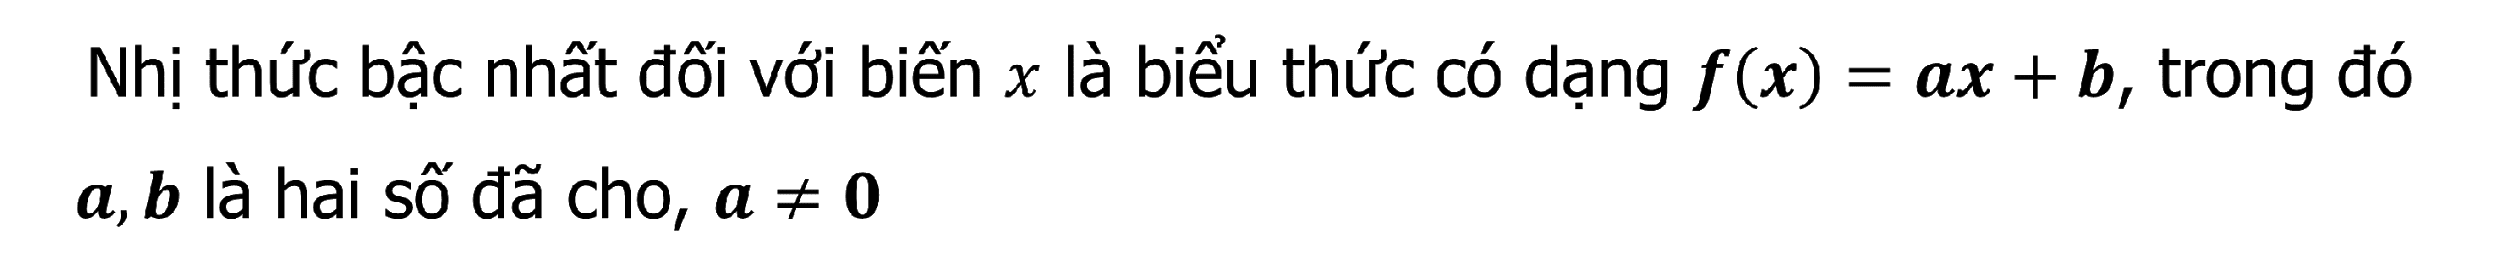 Nhị thức bậc nhất đối với biến x là biểu thức có dạng f(x) = ax + b, trong đó
a, b là hai số đã cho, a ≠ 0